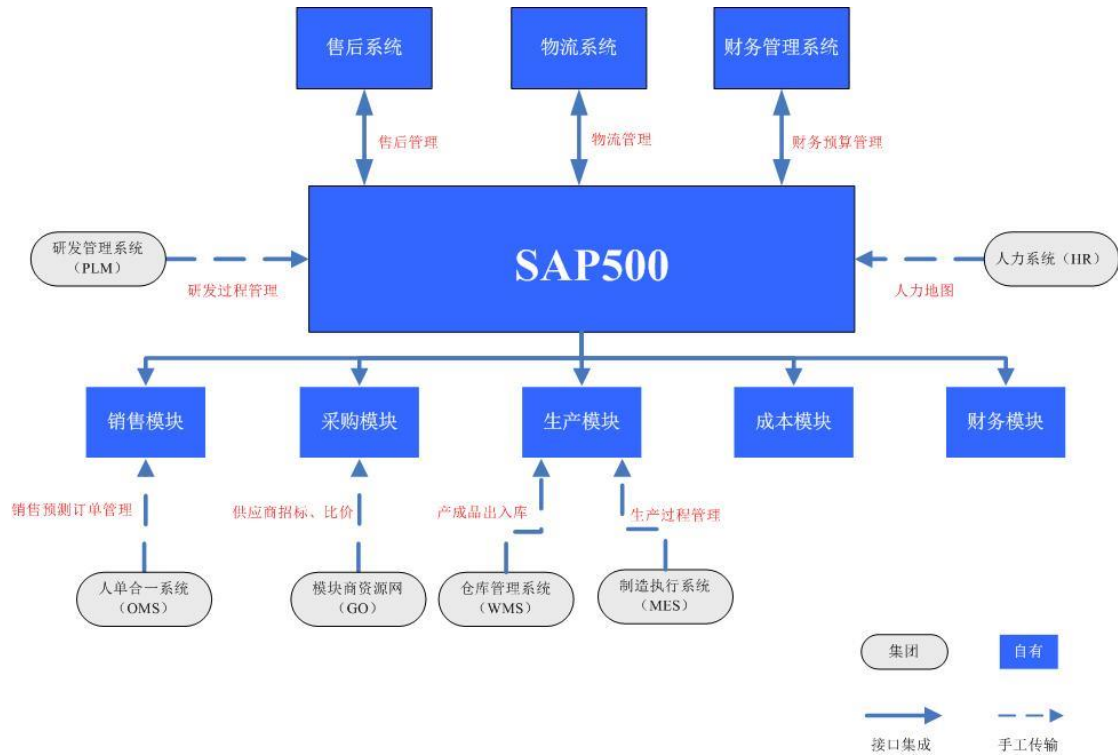 售后系统
物流系统
财务管理系统
售后管理
物流管理
财务预算管理
研发管理系统
（PLM）
SAP500
人力系统（HR）
研发过程管理
人力地图
销售模块
采购模块
生产模块
成本模块
财务模块
销售预测订单管理
供应商招标、比价
产成品出入库
生产过程管理
人单合一系统
（OMS）
模块商资源网
（GO）
仓库管理系统
（WMS）
制造执行系统
（MES）
集团
自有
接口集成
手工传输